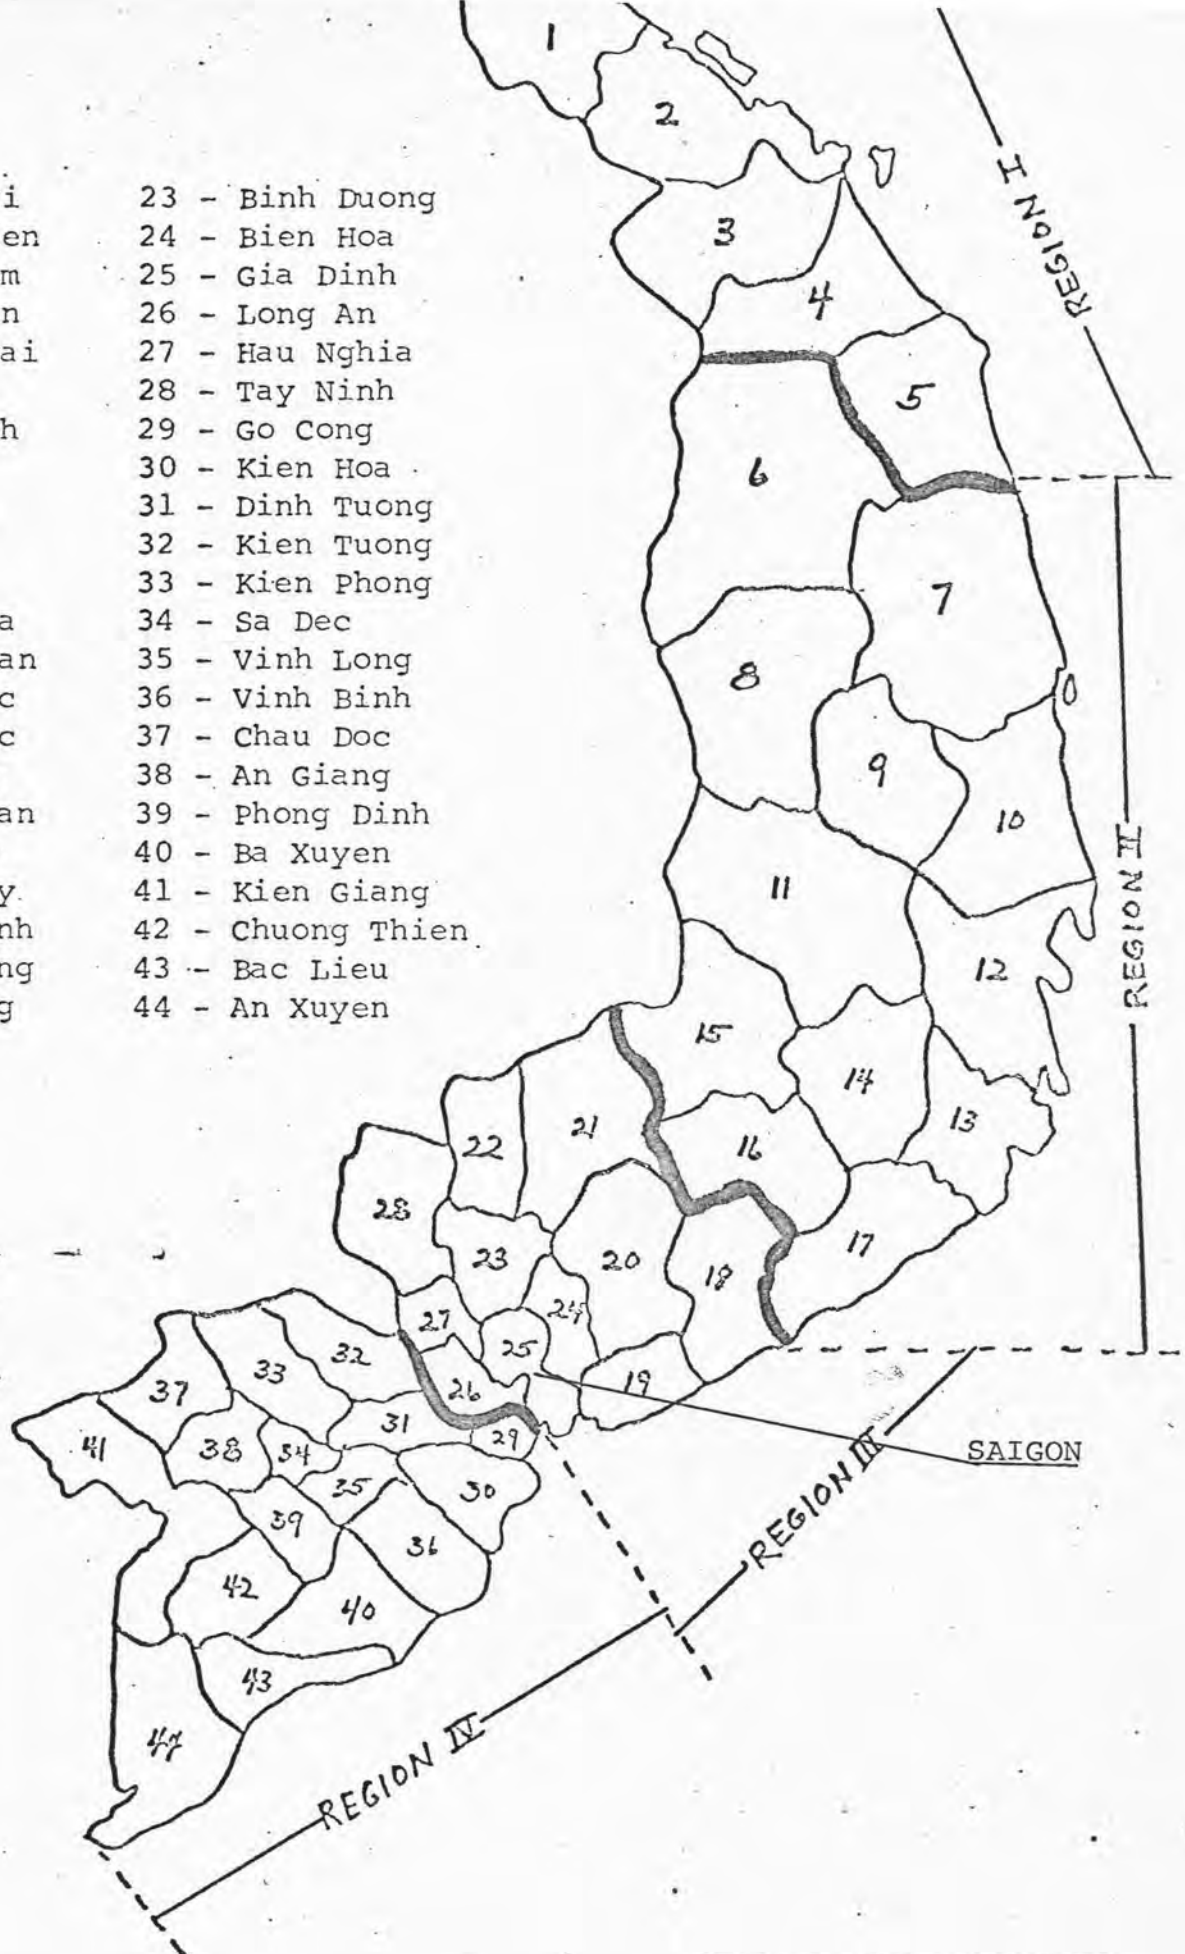 i 23 - Binh Duong
en 24 - Bien Hoa
m 25 - Gia Dinh
n 26 - Long An
ai 27 - Hau Nghia
28 - Tay Ninh
h 29 - Go Cong
30 - Kien Hoa
31 - Dinh Tuong
32 - Kien Tuong
33 - Kien Phong
a 34 - Sa Dec
an 35 - Vinh Long
c 36 - Vinh Binh
c 37 - Chau Doc
38 - An Giang
an 39 - Phong Dinh
40 - Ba Xuyen
y 41 - Kien Giang
nh 42 - Chuong Thien
ng 43 - Bac Lieu
g 44 - An Xuyen
1
2
3
4
5
6
7
8
9
10
11
12
15
14
13
16
21
22
28
23
20
18
17
27
24
25
19
26
32
33
37
31
29
41
38
34
35
30
39
36
42
40
43
44
REGION I
REGION II
REGION III
REGION IV
SAIGON